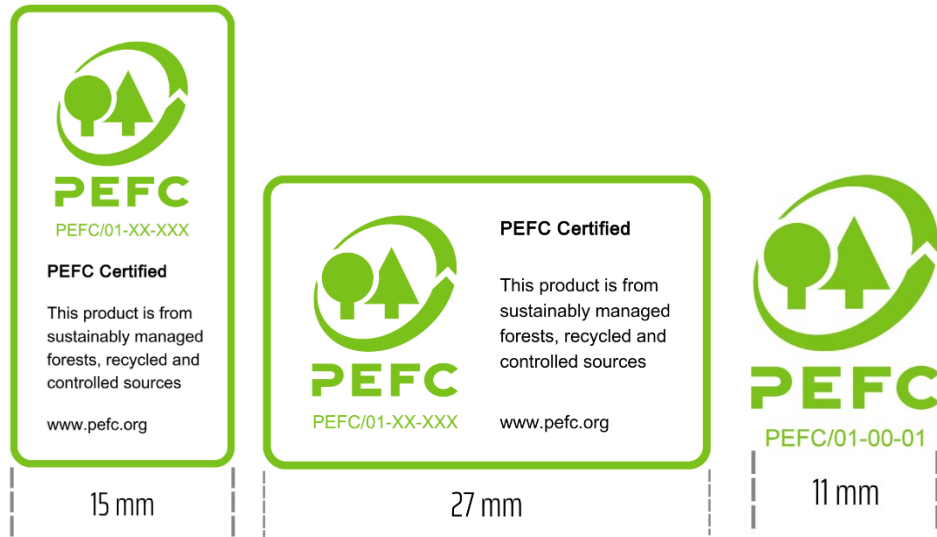 PEFC
PEFC/01-XX-XXX
PEFC Certified
This product is from
sustainably managed
forests, recycled and
controlled sources
www.pefc.org
15 mm
PEFC
PEFC/01-XX-XXX
PEFC Certified
This product is from
sustainably managed
forests, recycled and
controlled sources
www.pefc.org
27 mm
PEFC
PEFC/01-00-01
11 mm